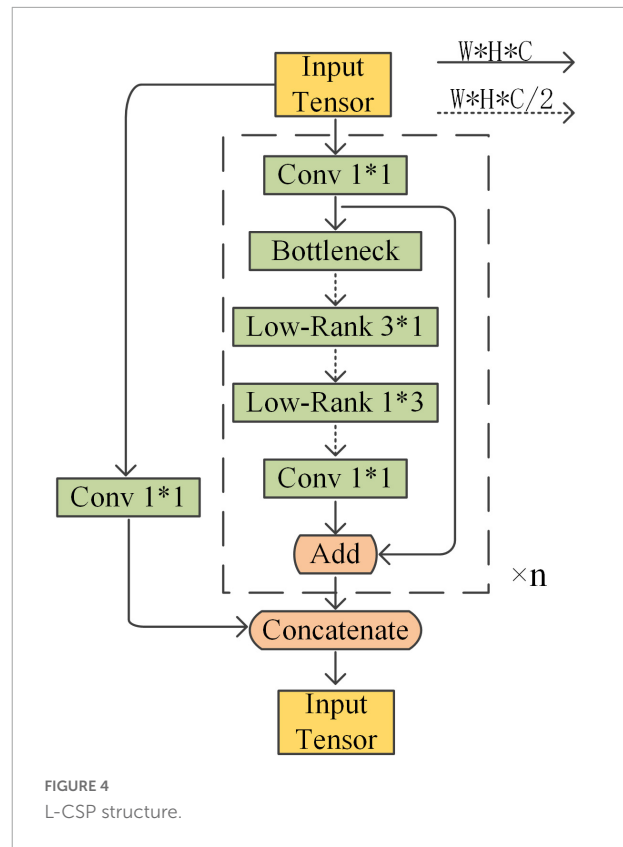 Input
Tensor
W*H*C
W*H*C/2
Conv 1*1
Bottleneck
Low-Rank 3*1
Low-Rank 1*3
Conv 1*1
Conv 1*1
Add
×n
Concatenate
Input
Tensor
FIGURE 4
L-CSP structure.